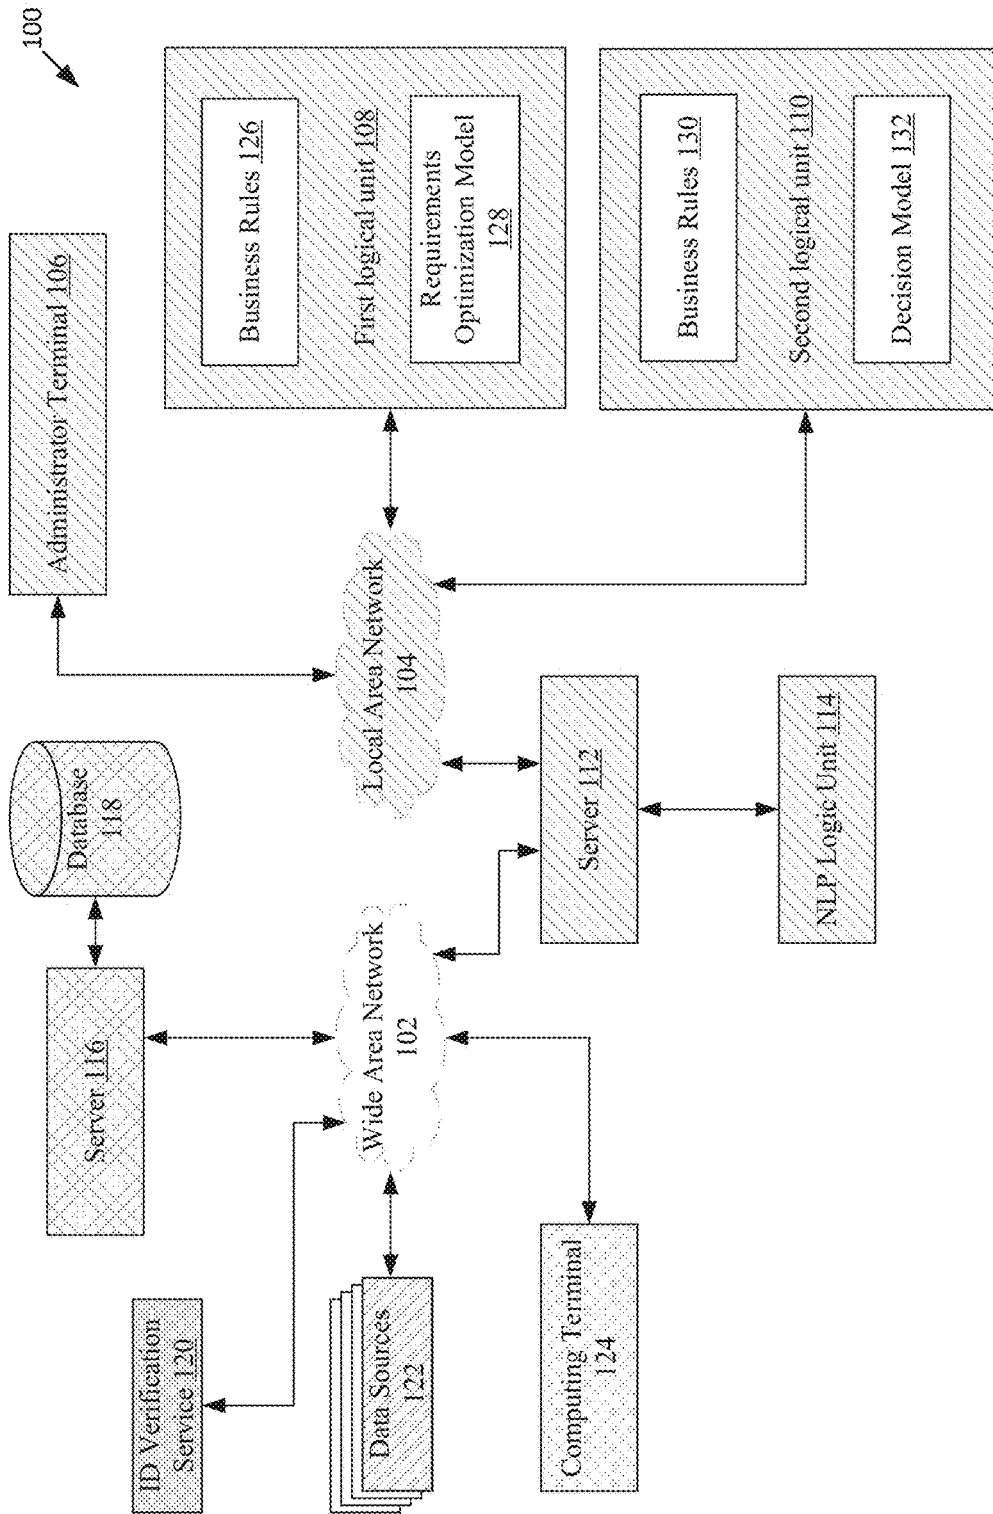 100
Administrator Terminal 106
Business Rules 126
First logical unit 108
Requirements
Optimization Model
128
Business Rules 130
Second logical unit 110
Decision Model 132
Local Area Network
104
Database
118
Server 116
Server 112
NLP Logic Unit 114
Wide Area Network
102
ID Verification
Service 120
Data Sources
122
Computing Terminal
124